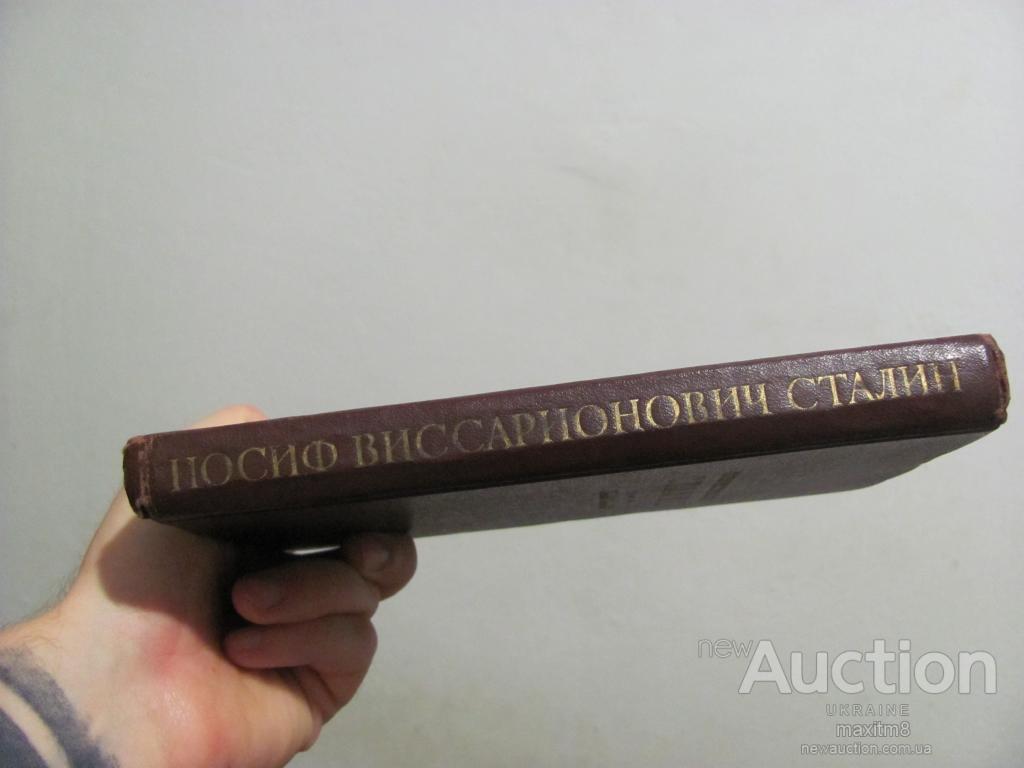 ИОСИФ ВИССАРИОНОВИЧ СТАЛИН
newAuction
UKRAINE
maxitm8
newauction.com.ua